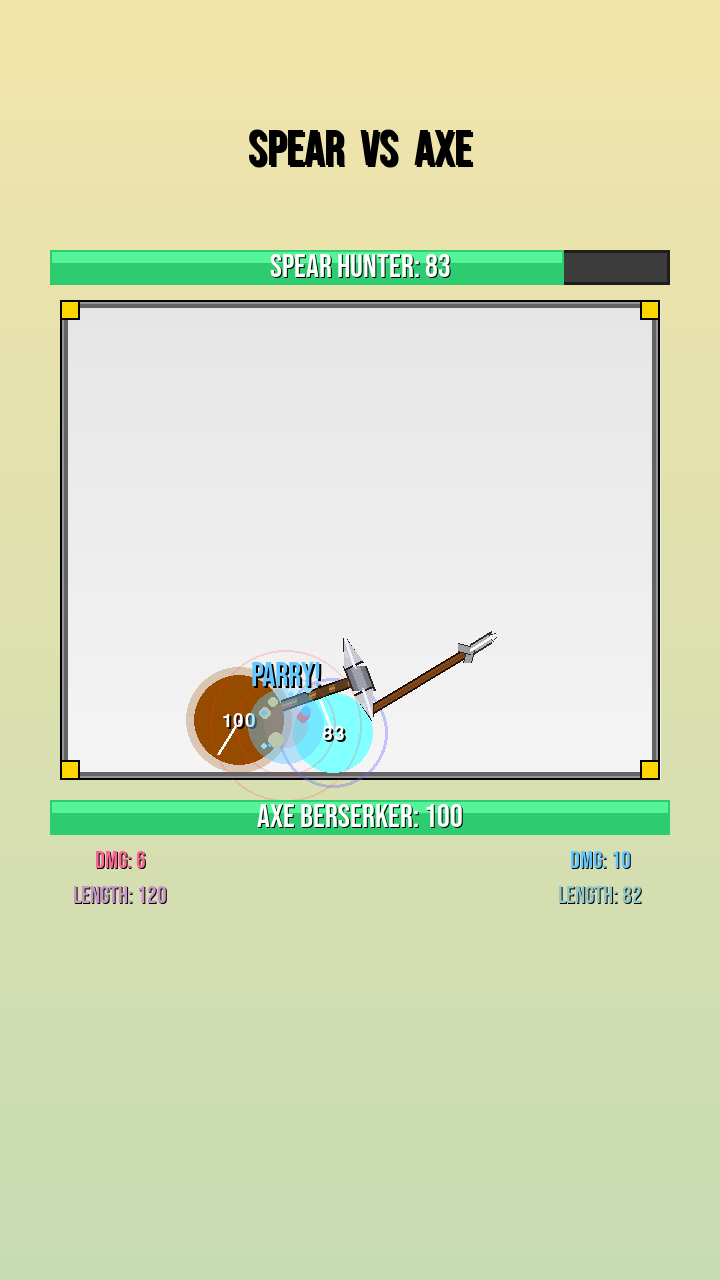 SPEAR VS AXE
SPEAR HUNTER: 83
PARRY!
100
83
AXE BERSERKER: 100
DMG: 6
DMG: 10
LENGTH: 120
LENGTH: 82